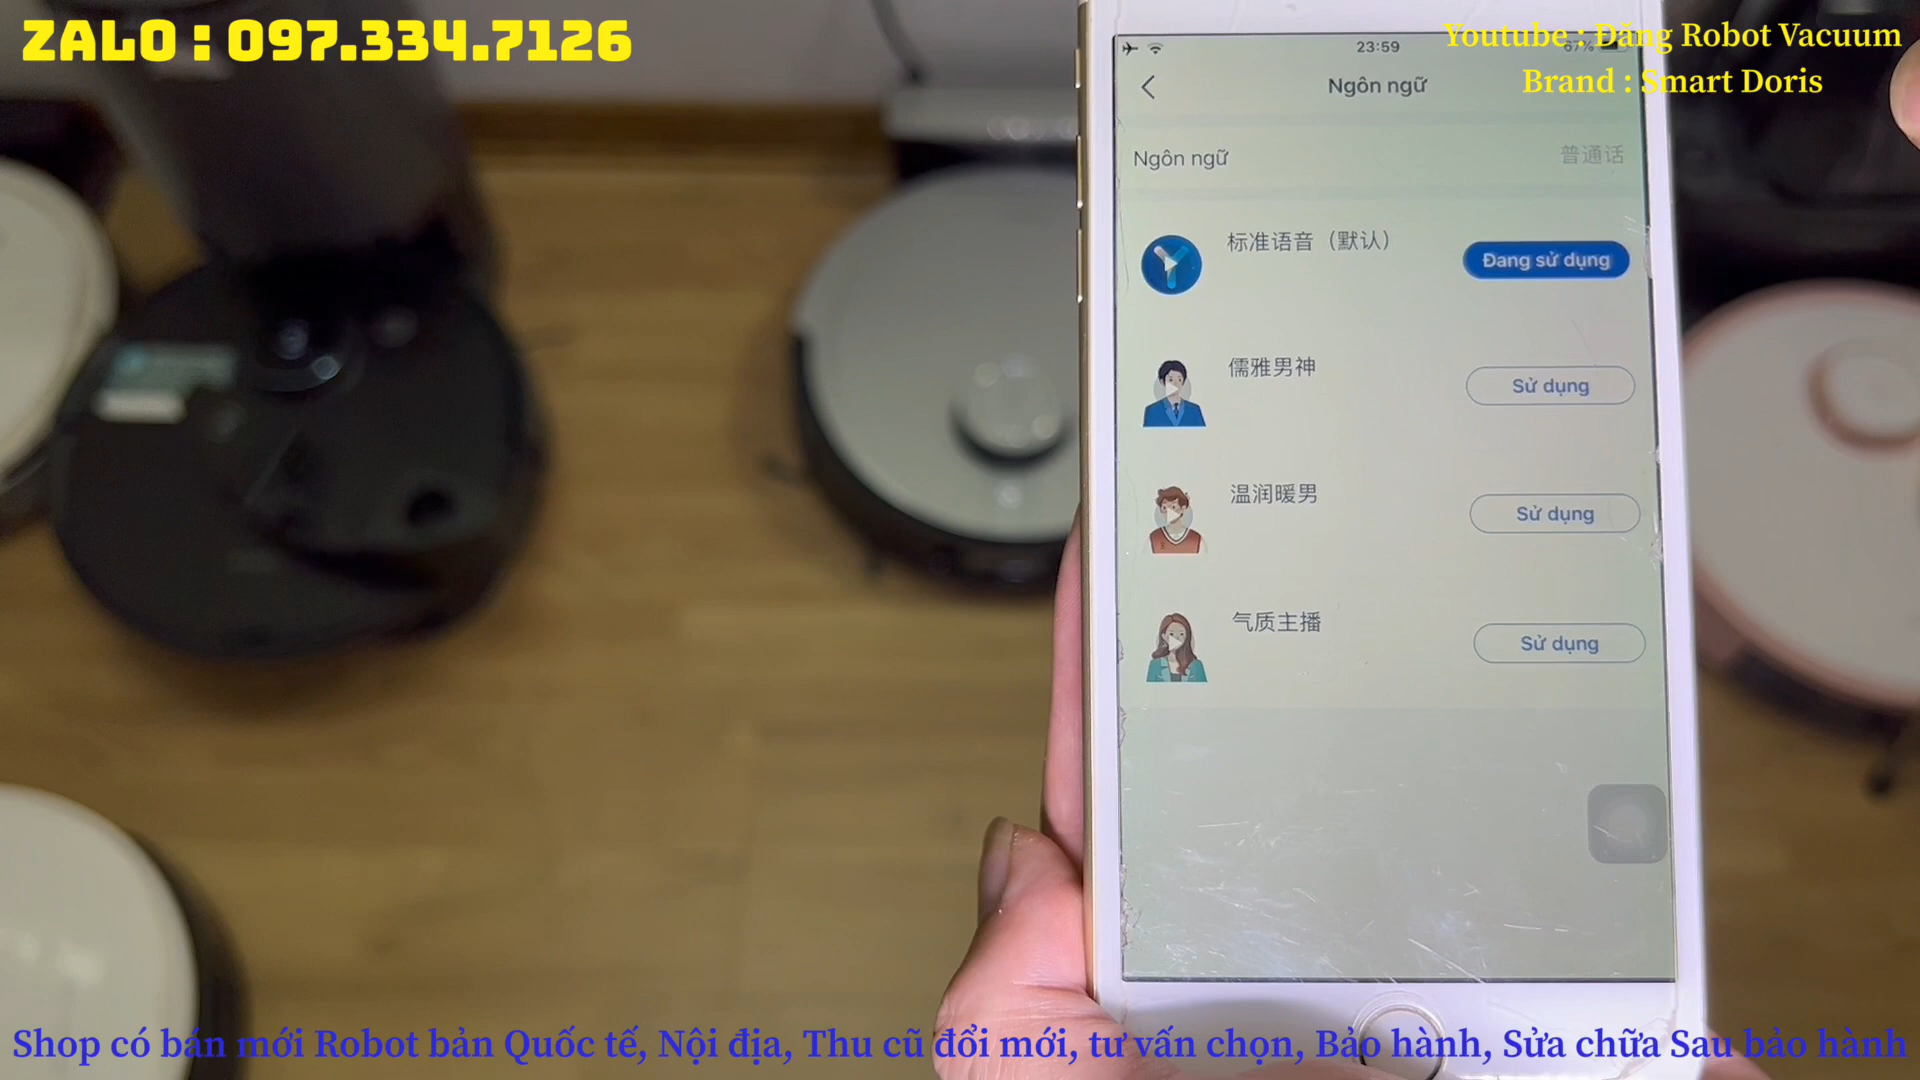 ZALO : 097.334.7126
Youtube : Đăng Robot Vacuum
Brand : Smart Doris
23:59
67%
Ngôn ngữ
Ngôn ngữ
普通话
标准语音（默认）
Đang sử dụng
儒雅男神
Sử dụng
温润暖男
Sử dụng
气质主播
Sử dụng
Shop có bán mới Robot bản Quốc tế, Nội địa, Thu cũ đổi mới, tư vấn chọn, Bảo hành, Sửa chữa Sau bảo hành